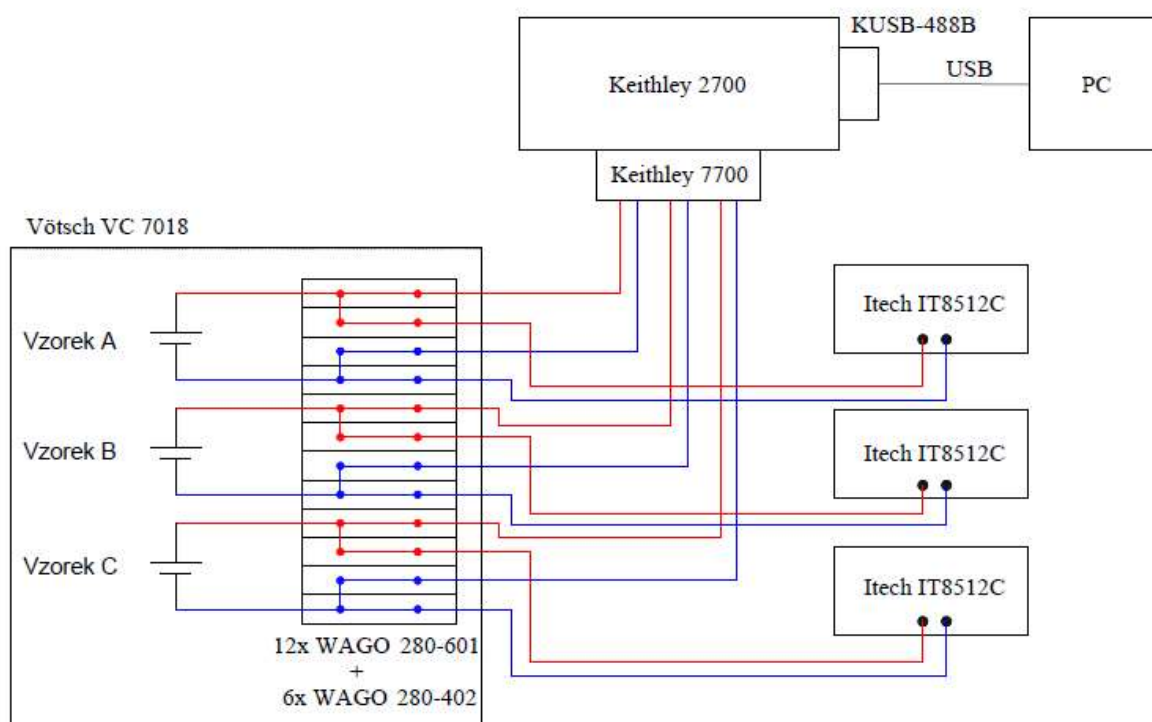 KUSB-488B
USB
Keithley 2700
PC
Keithley 7700
Vötsch VC 7018
Itech IT8512C
Vzorek A
Itech IT8512C
Vzorek B
Itech IT8512C
Vzorek C
12x WAGO 280-601
+
6x WAGO 280-402